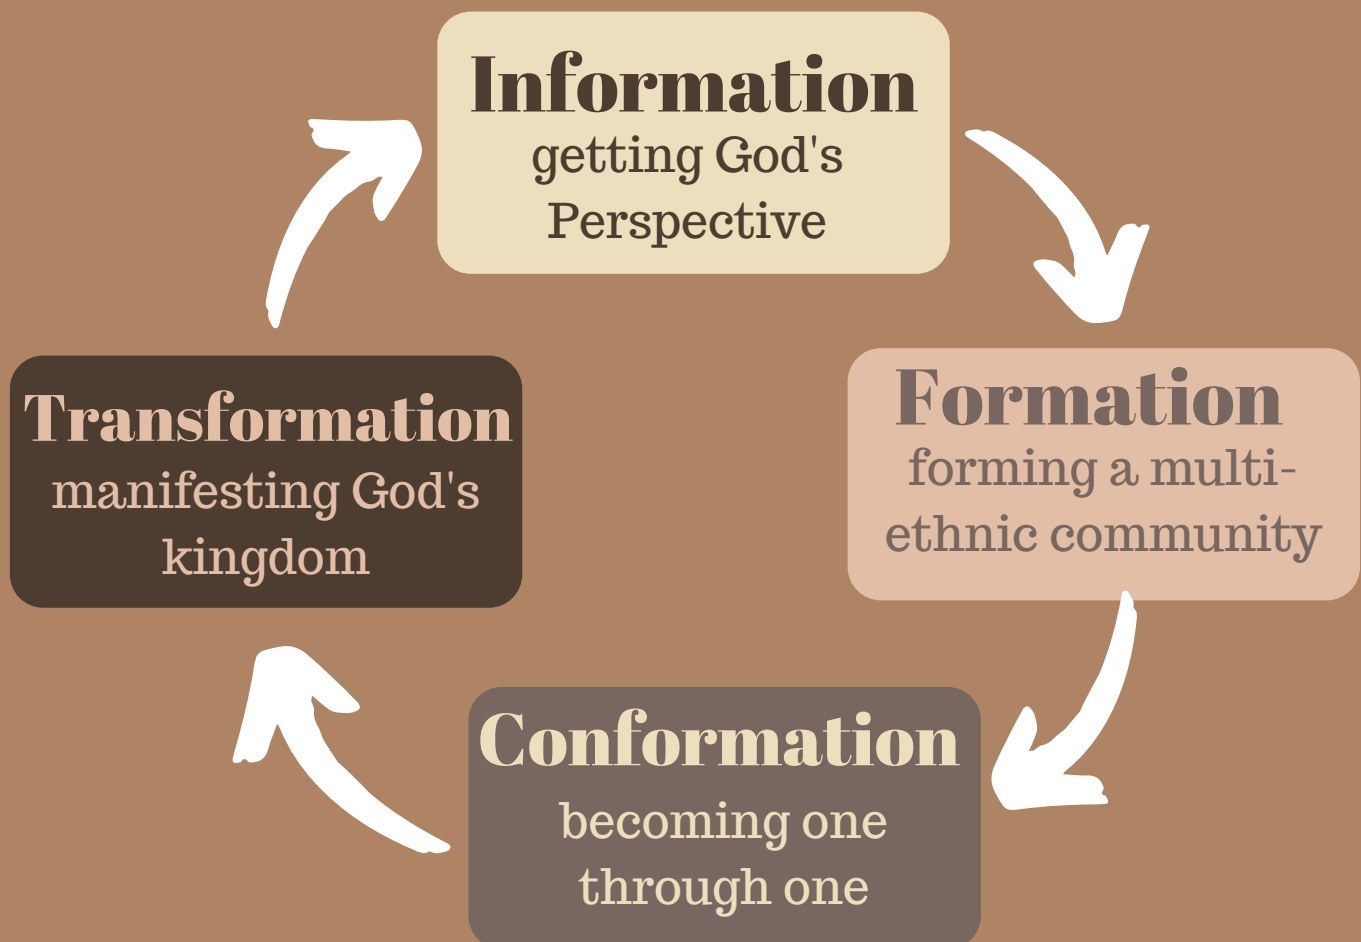 Information
getting God's
Perspective
Formation
forming a multi-
ethnic community
Conformation
becoming one
through one
Transformation
manifesting God's
kingdom